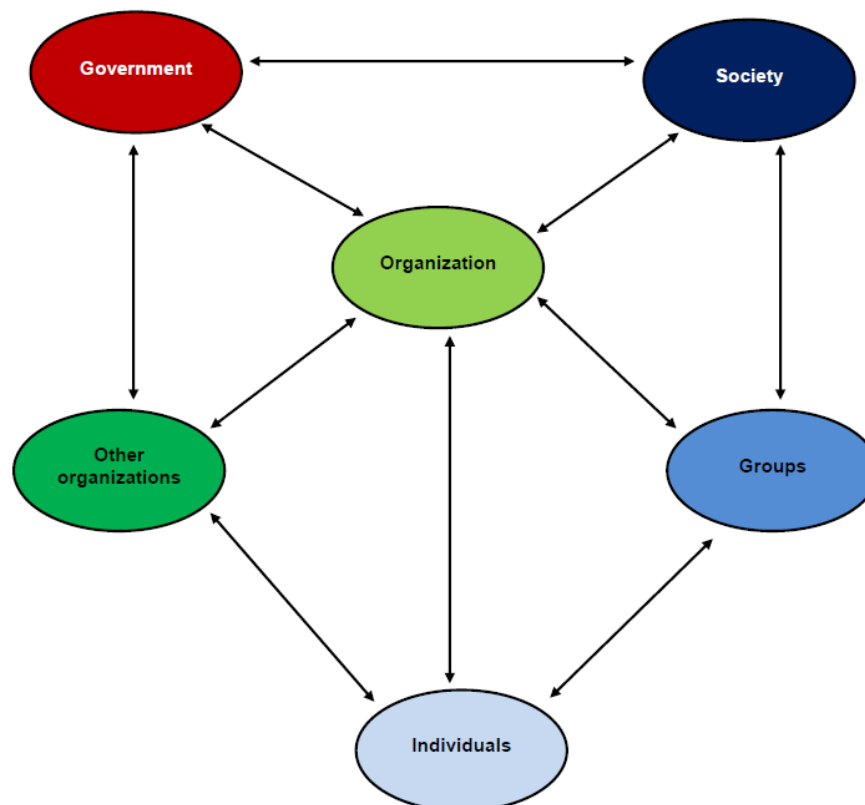 Government
Society
Organization
Other
organizations
Groups
Individuals